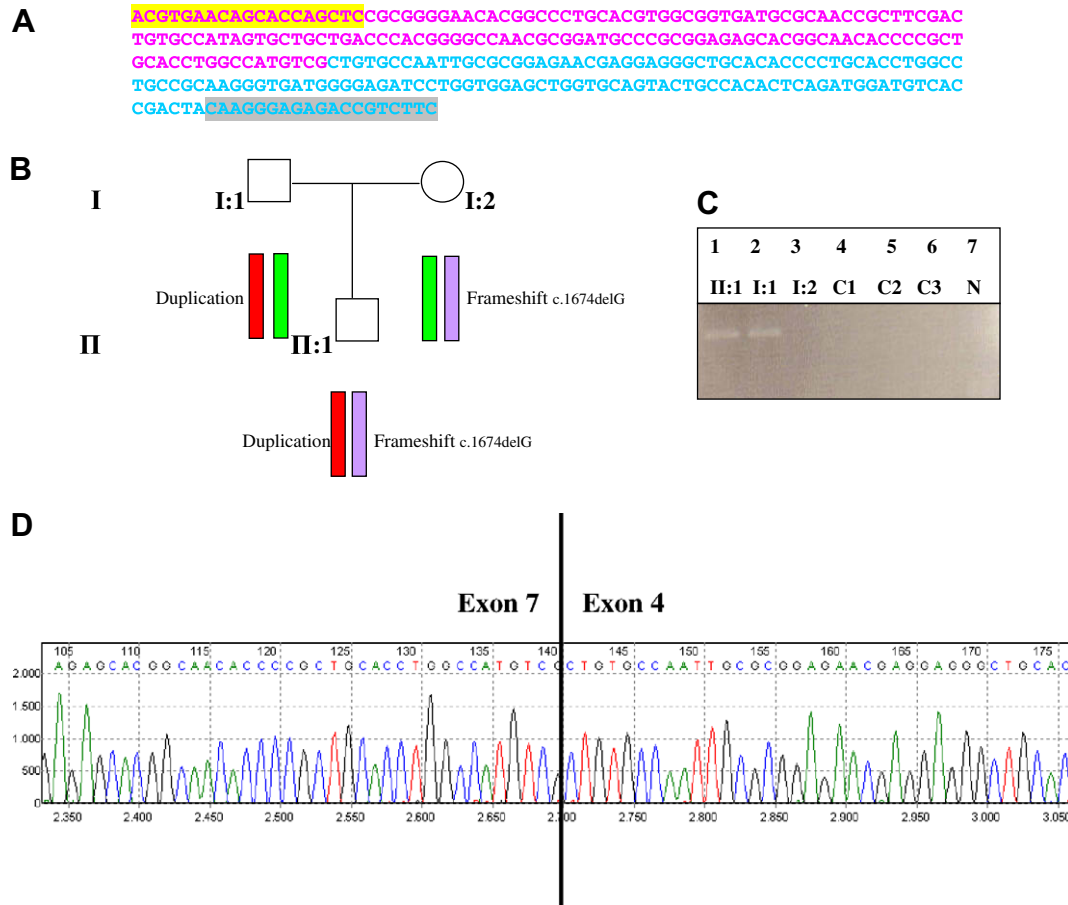 A
ACGTGAACAGCACCAGCTCCGCGGGGAACACGGCCCTGCACGTGGCGGTGATGCGCAACCGCTTCGAC
TGTGCCATAGTGCTGCTGACCCACGGGGCCAACGCGGATGCCCGCGGAGAGCACGGCAACACCCCGCT
GCACCTGGCCATGTCGCTGTGCCAATTGCGCGGAGAACGAGGAGGGCTGCACACCCCTGCACCTGGCC
TGCCGCAAGGGTGATGGGGAGATCCTGGTGGAGCTGGTGCAGTACTGCCACACTCAGATGGATGTCAC
CGACTACAAGGGAGAGACCGTCTTC
B
I I:1 I:2
Duplication Frameshift c.1674delG
II II:1
Duplication Frameshift c.1674delG
C
1 2 3 4 5 6 7
II:1 I:1 I:2 C1 C2 C3 N
D
Exon 7 Exon 4
105 110 115 120 125 130 135 140 145 150 155 160 165 170 175
AGAGCACGGCAACACCCCGCTGCACCTGGCCATGTCGCTGTGCCAATTGCGCGGAGAACGAGGAGGGCTGCAC
2.000
1.500
1.000
500
0
2.350 2.400 2.450 2.500 2.550 2.600 2.650 2.700 2.750 2.800 2.850 2.900 2.950 3.000 3.050